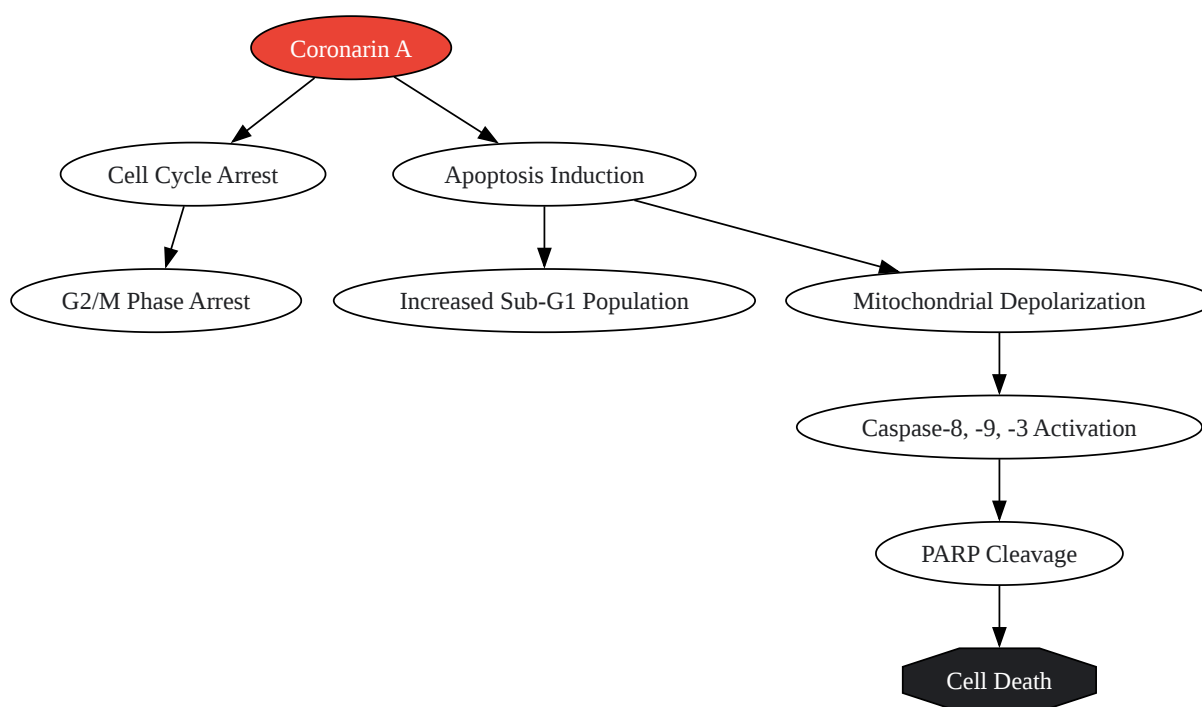 Coronarin A
Cell Cycle Arrest
Apoptosis Induction
G2/M Phase Arrest
Increased Sub-G1 Population
Mitochondrial Depolarization
Caspase-8, -9, -3 Activation
PARP Cleavage
Cell Death